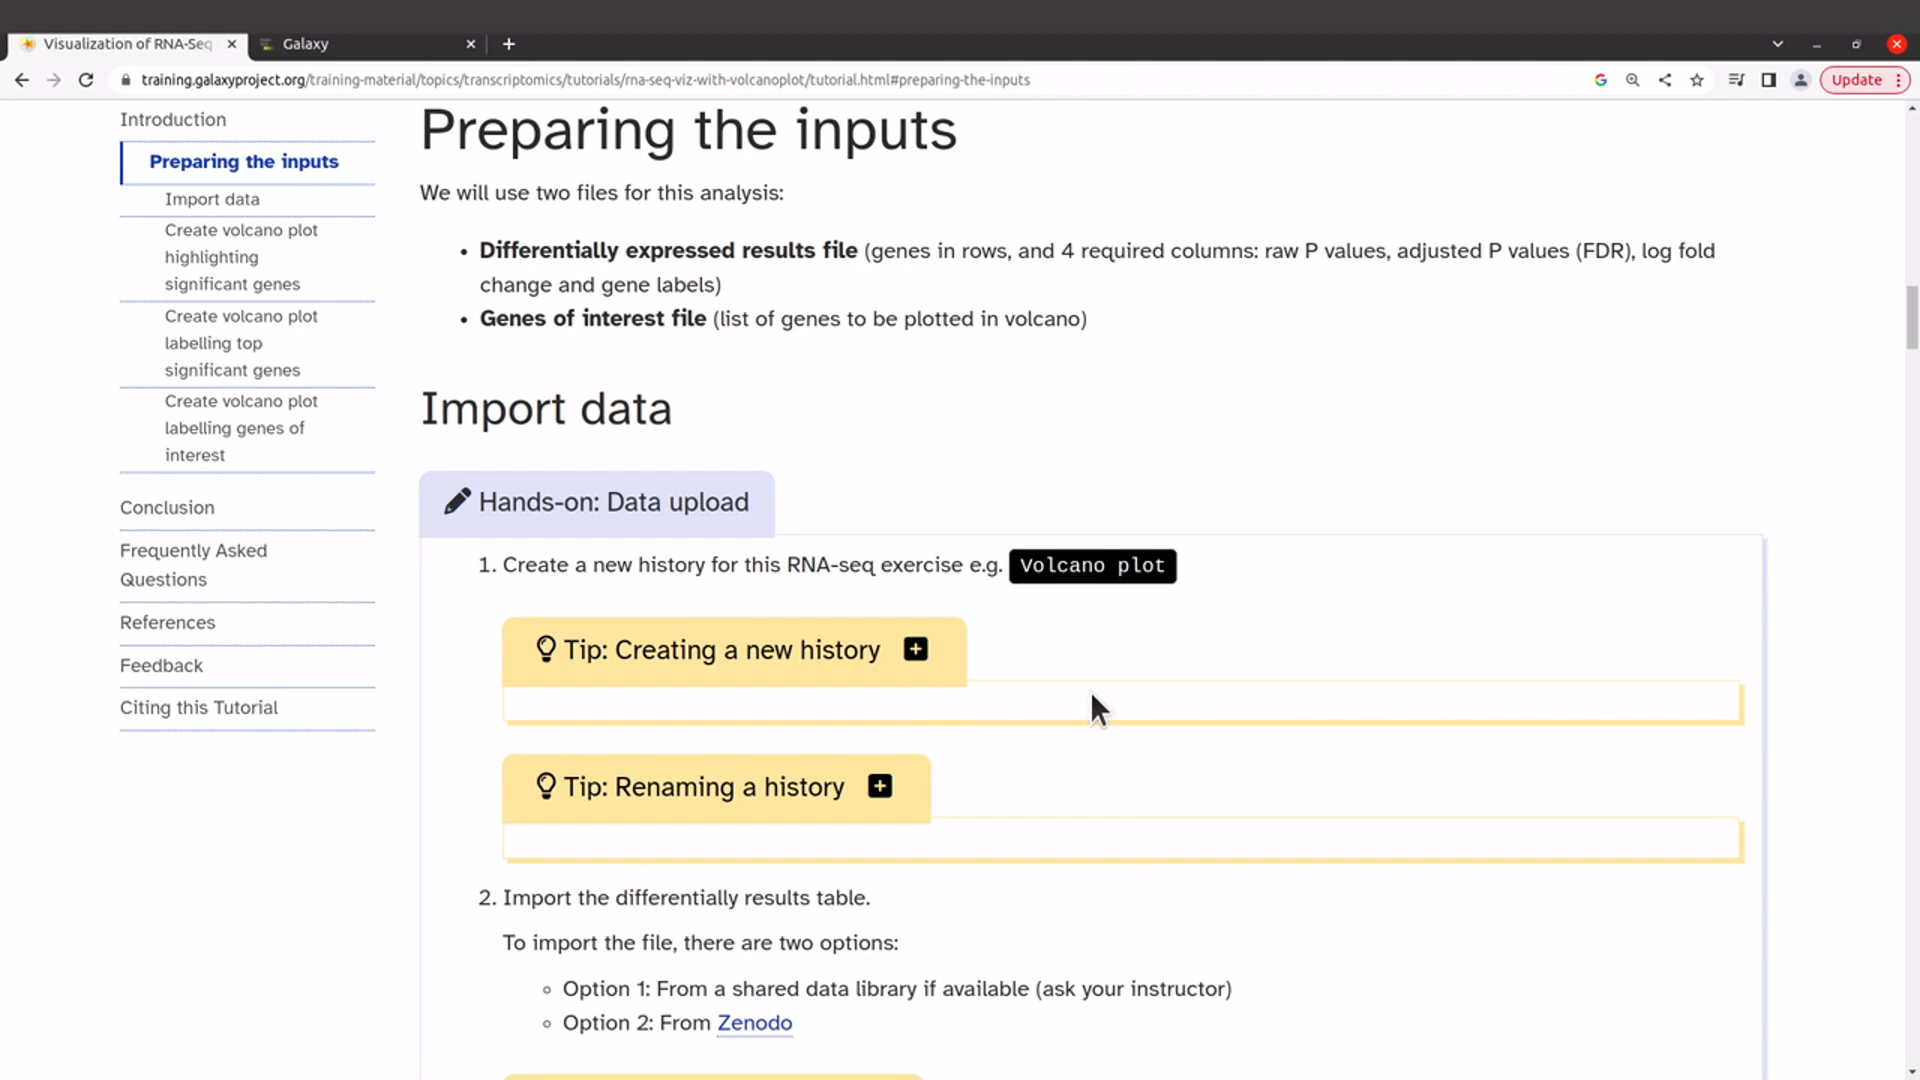 Visualization of RNA-Seq
Galaxy
training.galaxyproject.org/training-material/topics/transcriptomics/tutorials/rna-seq-viz-with-volcanoplot/tutorial.html#preparing-the-inputs
Update
Introduction
Preparing the inputs
Import data
Create volcano plot
highlighting
significant genes
Create volcano plot
labelling top
significant genes
Create volcano plot
labelling genes of
interest
Conclusion
Frequently Asked
Questions
References
Feedback
Citing this Tutorial
Preparing the inputs
We will use two files for this analysis:
• Differentially expressed results file (genes in rows, and 4 required columns: raw P values, adjusted P values (FDR), log fold
change and gene labels)
• Genes of interest file (list of genes to be plotted in volcano)
Import data
Hands-on: Data upload
1. Create a new history for this RNA-seq exercise e.g. Volcano plot
Tip: Creating a new history
Tip: Renaming a history
2. Import the differentially results table.
To import the file, there are two options:
◦ Option 1: From a shared data library if available (ask your instructor)
◦ Option 2: From Zenodo